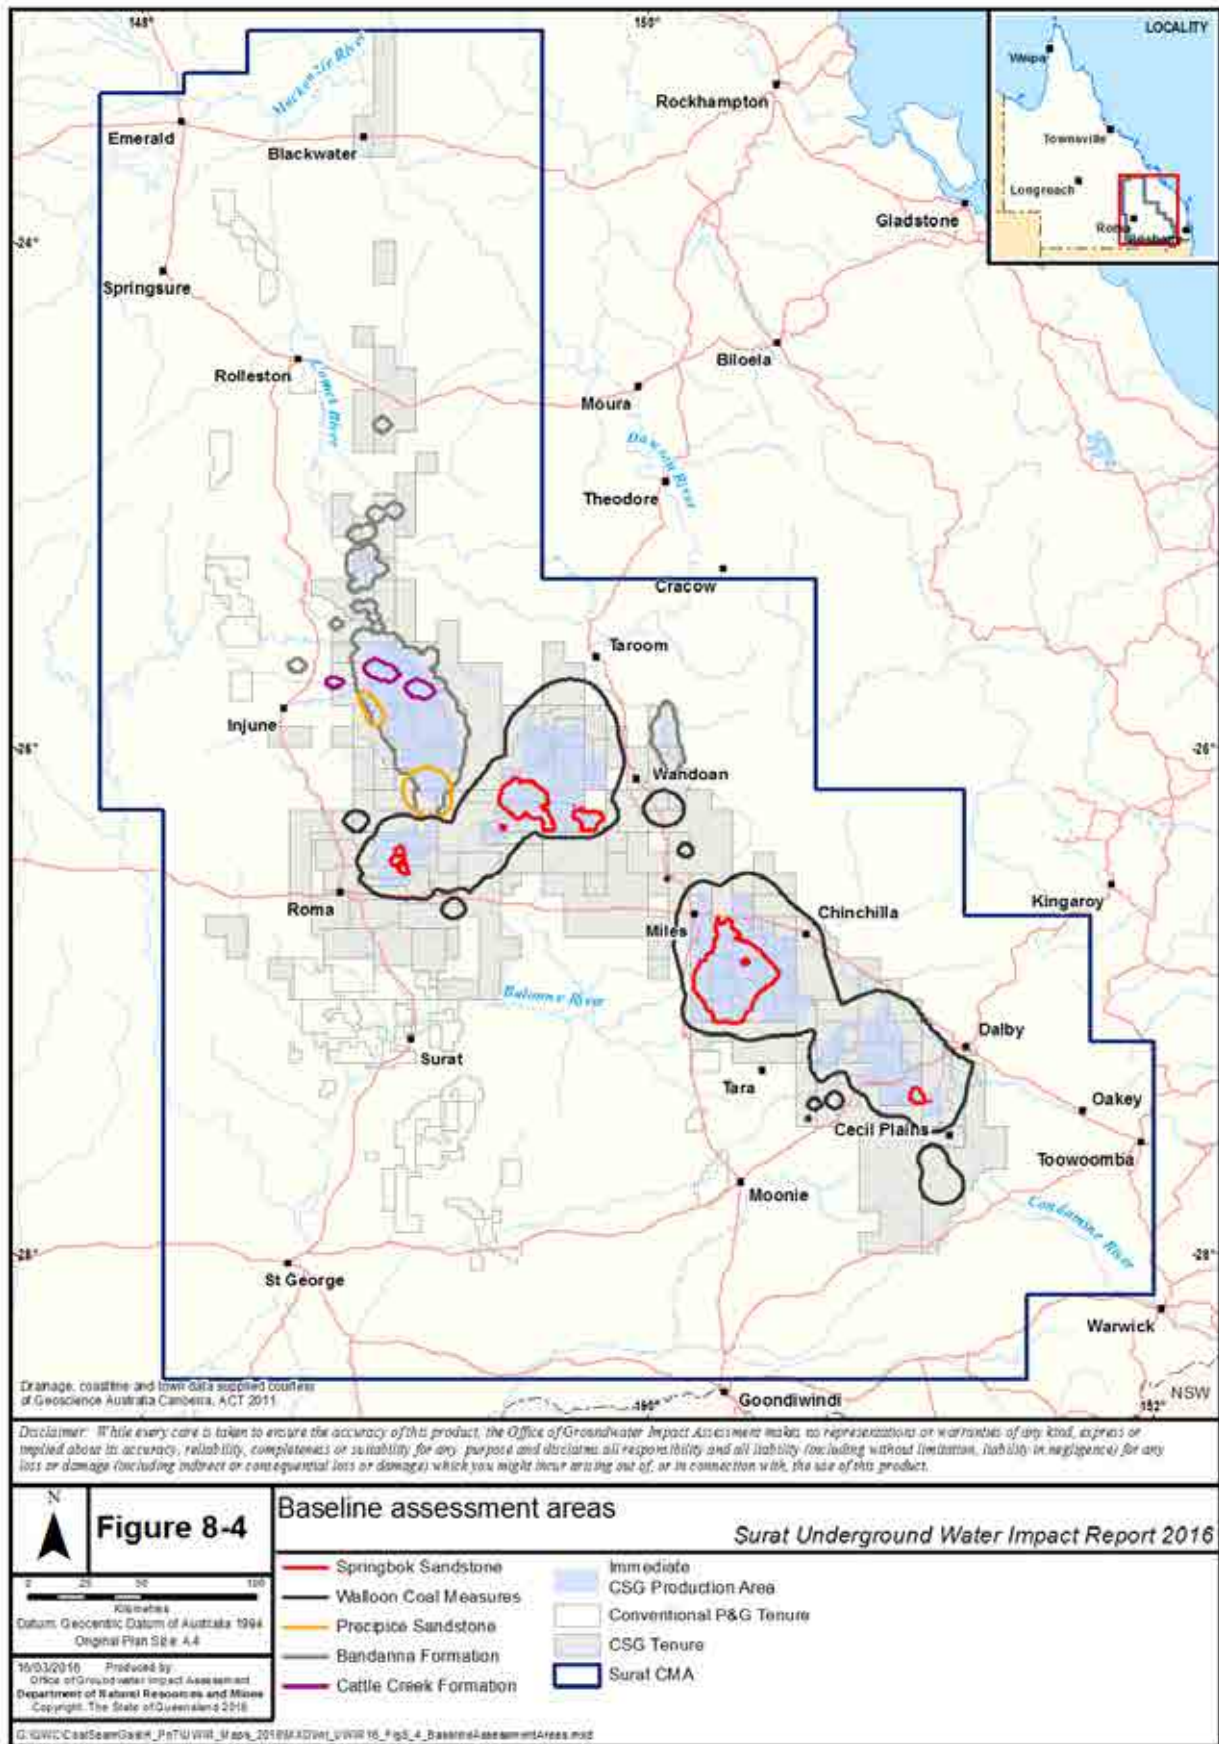 148°
150°
LOCALITY
Weipa
Townsville
Longreach
Roma
Brisbane
Mackenzie River
Rockhampton
Emerald
Blackwater
Gladstone
-24°
Springsure
Rolleston
Comet River
Biloela
Moura
Dawson River
Theodore
Cracow
Taroom
Injune
-26°
-26°
Wandoan
Roma
Kingaroy
Chinchilla
Miles
Balonne River
Surat
Dalby
Tara
Oakey
Cecil Plains
Toowoomba
Moonie
Condamine River
-28°
-28°
St George
Warwick
Drainage, coastline and town data supplied courtesy
of Geoscience Australia Canberra, ACT 2011
Goondiwindi
150°
152°
NSW
Disclaimer: While every care is taken to ensure the accuracy of this product, the Office of Groundwater Impact Assessment makes no representations or warranties of any kind, express or
implied about its accuracy, reliability, completeness or suitability for any purpose and disclaims all responsibility and all liability (including without limitation, liability in negligence) for any
loss or damage (including indirect or consequential loss or damage) which you might incur arising out of, or in connection with, the use of this product.
N
Figure 8-4
Baseline assessment areas
Surat Underground Water Impact Report 2016
0 25 50 100
Kilometres
Datum: Geocentric Datum of Australia 1994
Original Plan Size: A4
16/03/2016 Produced by:
Office of Groundwater Impact Assessment
Department of Natural Resources and Mines
Copyright: The State of Queensland 2016
Springbok Sandstone
Walloon Coal Measures
Precipice Sandstone
Bandanna Formation
Cattle Creek Formation
Immediate
CSG Production Area
Conventional P&G Tenure
CSG Tenure
Surat CMA